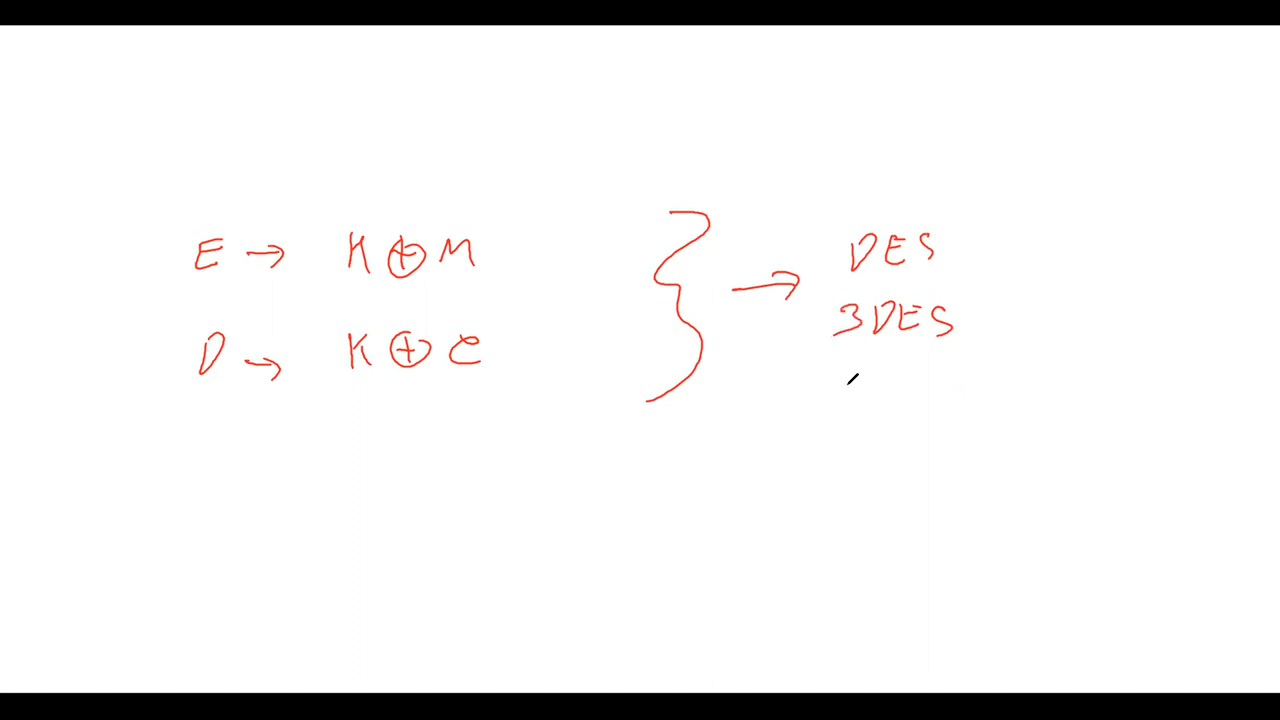 E → K ⊕ M
D → K ⊕ C
} → DES
3DES